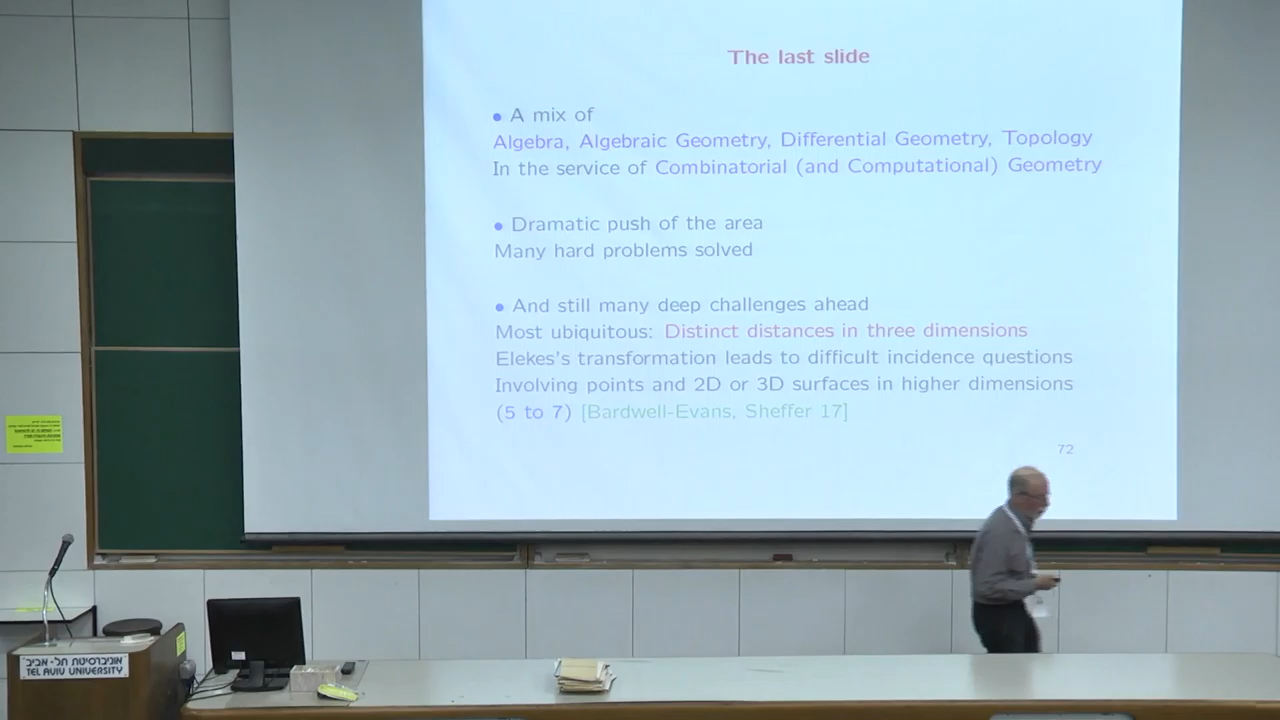 The last slide
• A mix of
Algebra, Algebraic Geometry, Differential Geometry, Topology
In the service of Combinatorial (and Computational) Geometry
• Dramatic push of the area
Many hard problems solved
• And still many deep challenges ahead
Most ubiquitous: Distinct distances in three dimensions
Elekes's transformation leads to difficult incidence questions
Involving points and 2D or 3D surfaces in higher dimensions
(5 to 7) [Bardwell-Evans, Sheffer 17]
72
אוניברסיטת תל-אביב
TEL AVIV UNIVERSITY